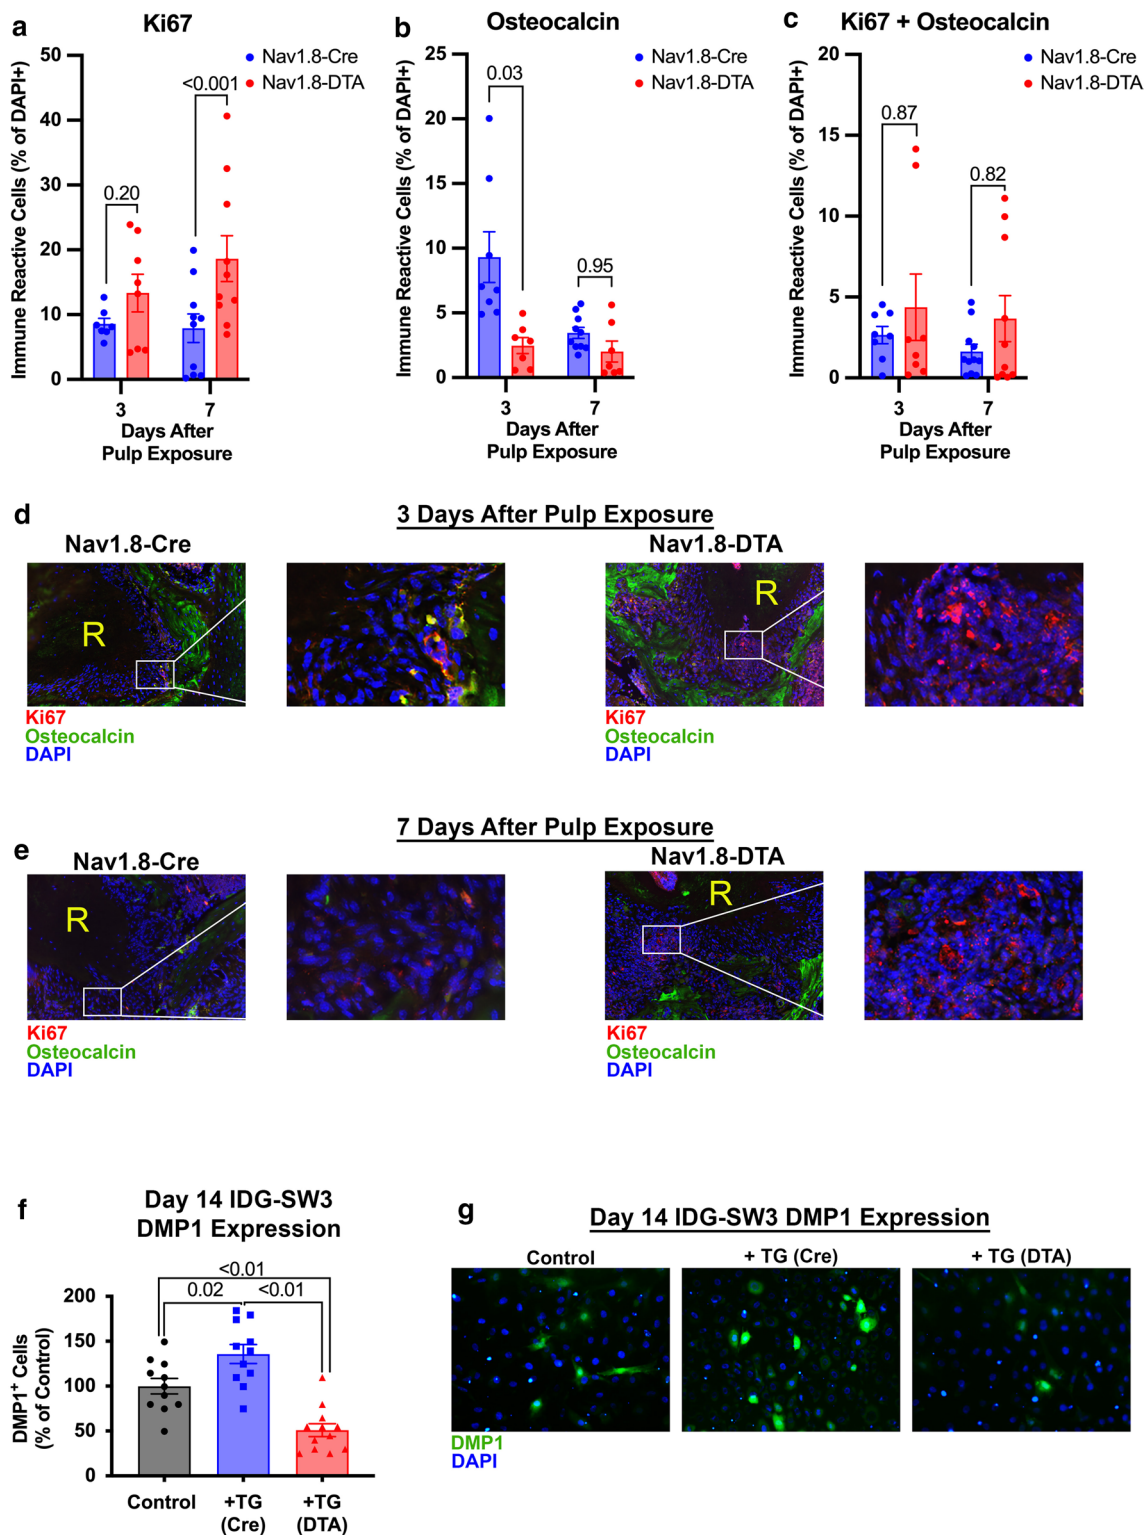 a
Ki67
Immune Reactive Cells (% of DAPI+)
50
40
30
20
10
0
Nav1.8-Cre
Nav1.8-DTA
0.20
<0.001
3
7
Days After
Pulp Exposure
b
Osteocalcin
Immune Reactive Cells (% of DAPI+)
25
20
15
10
5
0
Nav1.8-Cre
Nav1.8-DTA
0.03
0.95
3
7
Days After
Pulp Exposure
c
Ki67 + Osteocalcin
Immune Reactive Cells (% of DAPI+)
20
15
10
5
0
Nav1.8-Cre
Nav1.8-DTA
0.87
0.82
3
7
Days After
Pulp Exposure
d
3 Days After Pulp Exposure
Nav1.8-Cre
R
Ki67
Osteocalcin
DAPI
Nav1.8-DTA
R
Ki67
Osteocalcin
DAPI
e
7 Days After Pulp Exposure
Nav1.8-Cre
R
Ki67
Osteocalcin
DAPI
Nav1.8-DTA
R
Ki67
Osteocalcin
DAPI
f
Day 14 IDG-SW3
DMP1 Expression
DMP1⁺ Cells
(% of Control)
200
150
100
50
0
<0.01
0.02
<0.01
Control
+TG
(Cre)
+TG
(DTA)
g
Day 14 IDG-SW3 DMP1 Expression
Control
+ TG (Cre)
+ TG (DTA)
DMP1
DAPI